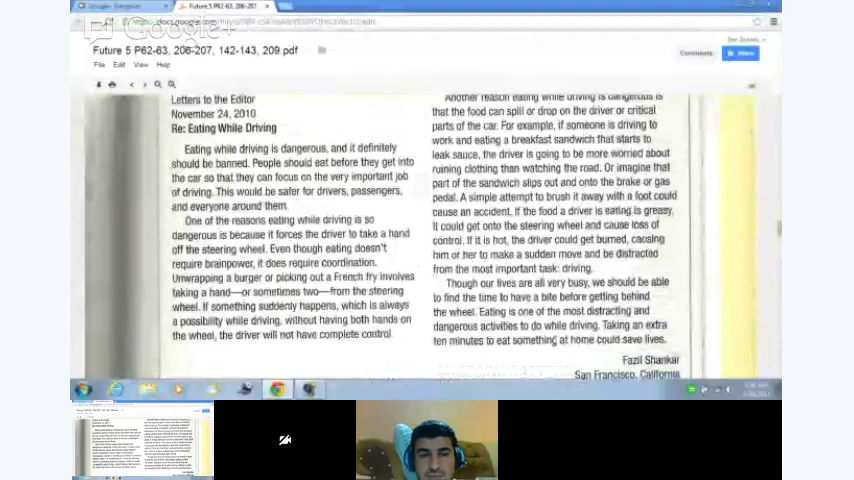 Google+ Hangouts
Future 5 P62-63, 206-207
docs.google.com
Google+
Future 5 P62-63, 206-207, 142-143, 209.pdf
File Edit View Help
Comments
Share
Letters to the Editor
November 24, 2010
Re: Eating While Driving
Eating while driving is dangerous, and it definitely
should be banned. People should eat before they get into
the car so that they can focus on the very important job
of driving. This would be safer for drivers, passengers,
and everyone around them.
One of the reasons eating while driving is so
dangerous is because it forces the driver to take a hand
off the steering wheel. Even though eating doesn't
require brainpower, it does require coordination.
Unwrapping a burger or picking out a French fry involves
taking a hand—or sometimes two—from the steering
wheel. If something suddenly happens, which is always
a possibility while driving, without having both hands on
the wheel, the driver will not have complete control
Another reason eating while driving is dangerous is
that the food can spill or drop on the driver or critical
parts of the car. For example, if someone is driving to
work and eating a breakfast sandwich that starts to
leak sauce, the driver is going to be more worried about
ruining clothing than watching the road. Or imagine that
part of the sandwich slips out and onto the brake or gas
pedal. A simple attempt to brush it away with a foot could
cause an accident. If the food a driver is eating is greasy,
it could get onto the steering wheel and cause loss of
control. If it is hot, the driver could get burned, causing
him or her to make a sudden move and be distracted
from the most important task: driving.
Though our lives are all very busy, we should be able
to find the time to have a bite before getting behind
the wheel. Eating is one of the most distracting and
dangerous activities to do while driving. Taking an extra
ten minutes to eat something at home could save lives.
Fazil Shankar
San Francisco, California